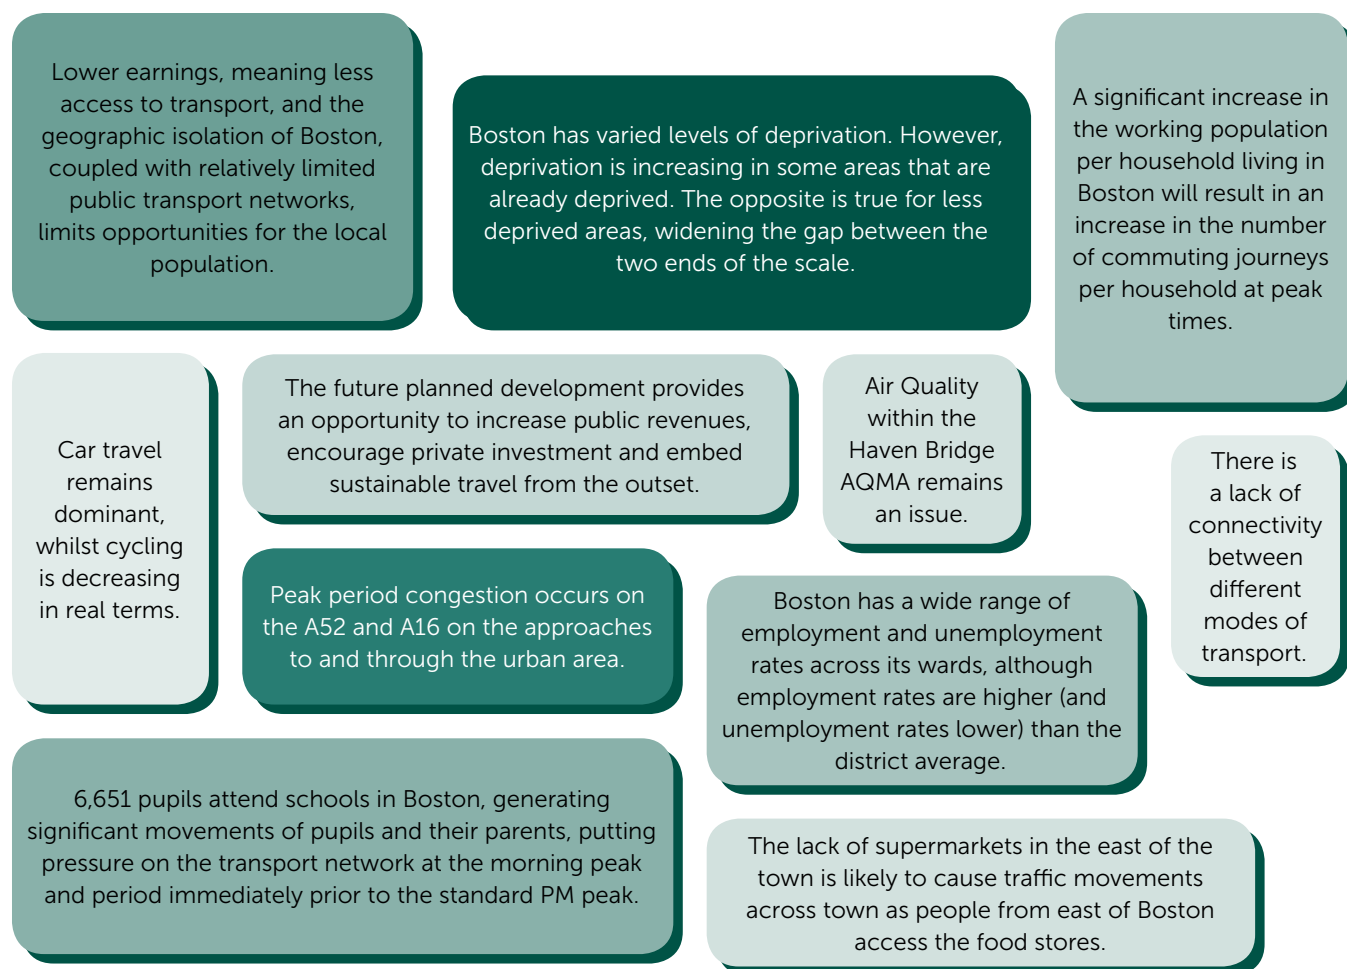 Lower earnings, meaning less
access to transport, and the
geographic isolation of Boston,
coupled with relatively limited
public transport networks,
limits opportunities for the local
population.
Boston has varied levels of deprivation. However,
deprivation is increasing in some areas that are
already deprived. The opposite is true for less
deprived areas, widening the gap between the
two ends of the scale.
A significant increase in
the working population
per household living in
Boston will result in an
increase in the number
of commuting journeys
per household at peak
times.
Car travel
remains
dominant,
whilst cycling
is decreasing
in real terms.
The future planned development provides
an opportunity to increase public revenues,
encourage private investment and embed
sustainable travel from the outset.
Air Quality
within the
Haven Bridge
AQMA remains
an issue.
There is
a lack of
connectivity
between
different
modes of
transport.
Peak period congestion occurs on
the A52 and A16 on the approaches
to and through the urban area.
Boston has a wide range of
employment and unemployment
rates across its wards, although
employment rates are higher (and
unemployment rates lower) than the
district average.
6,651 pupils attend schools in Boston, generating
significant movements of pupils and their parents, putting
pressure on the transport network at the morning peak
and period immediately prior to the standard PM peak.
The lack of supermarkets in the east of the
town is likely to cause traffic movements
across town as people from east of Boston
access the food stores.